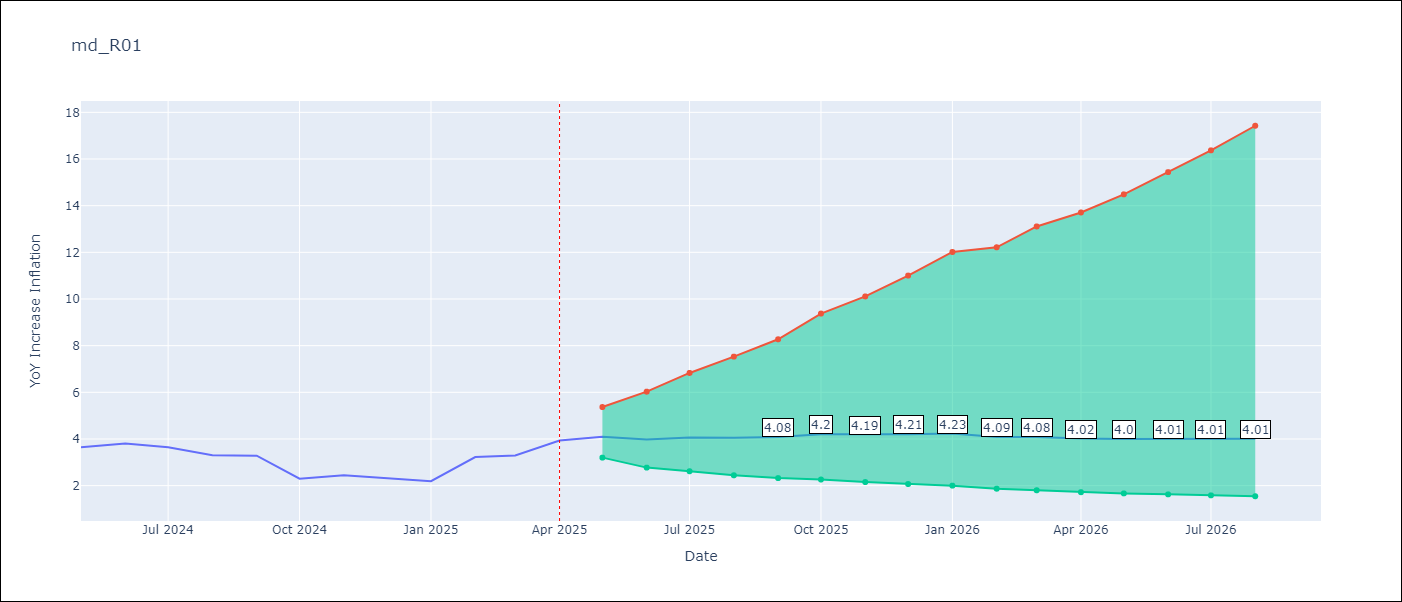 md_R01
YoY Increase Inflation
18
16
14
12
10
8
6
4
2
4.08
4.2
4.19
4.21
4.23
4.09
4.08
4.02
4.0
4.01
4.01
4.01
Jul 2024
Oct 2024
Jan 2025
Apr 2025
Jul 2025
Oct 2025
Jan 2026
Apr 2026
Jul 2026
Date